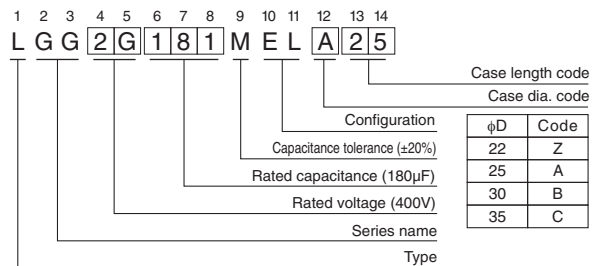 1 2 3 4 5 6 7 8 9 10 11 12 13 14
L G G 2 G 1 8 1 M E L A 2 5
Case length code
Case dia. code
Configuration
Capacitance tolerance (±20%)
Rated capacitance (180µF)
Rated voltage (400V)
Series name
Type
ϕD Code
22 Z
25 A
30 B
35 C